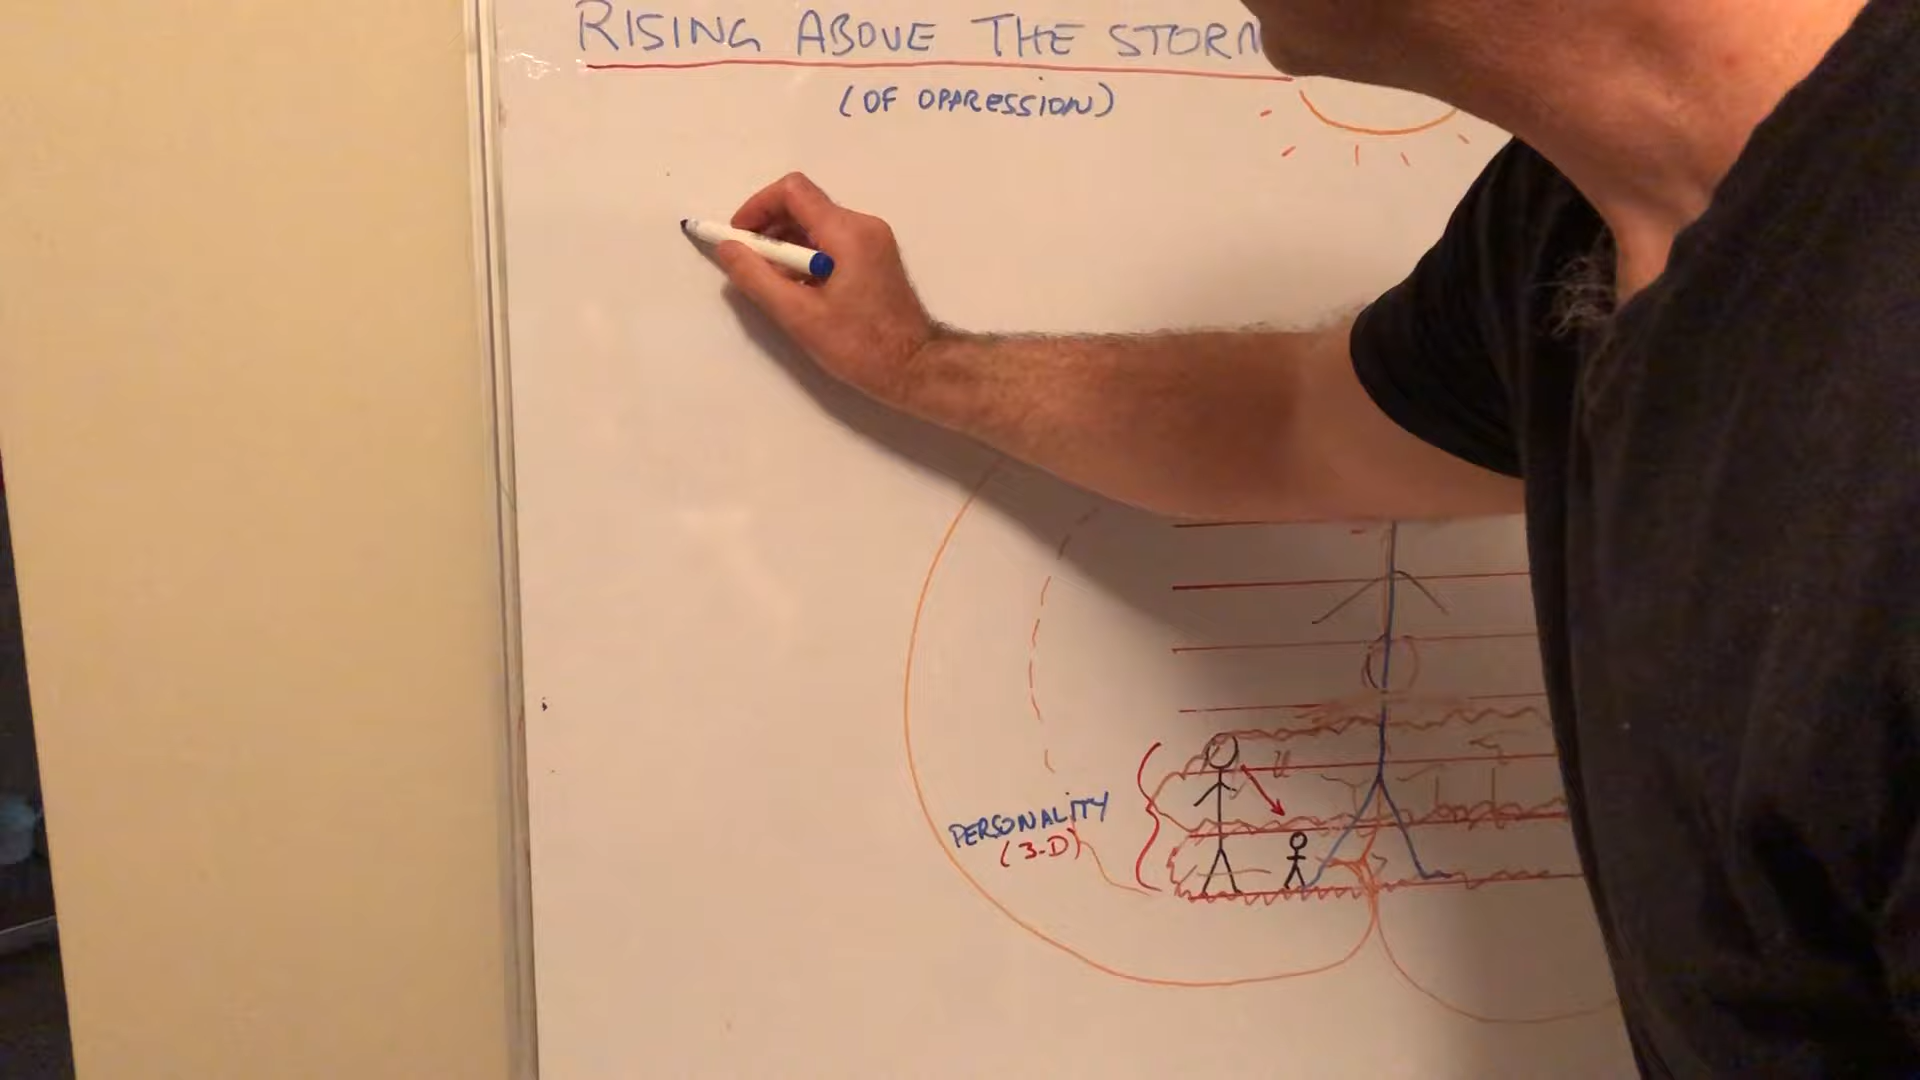 RISING ABOVE THE STORM
(OF OPPRESSION)
PERSONALITY
(3-D)